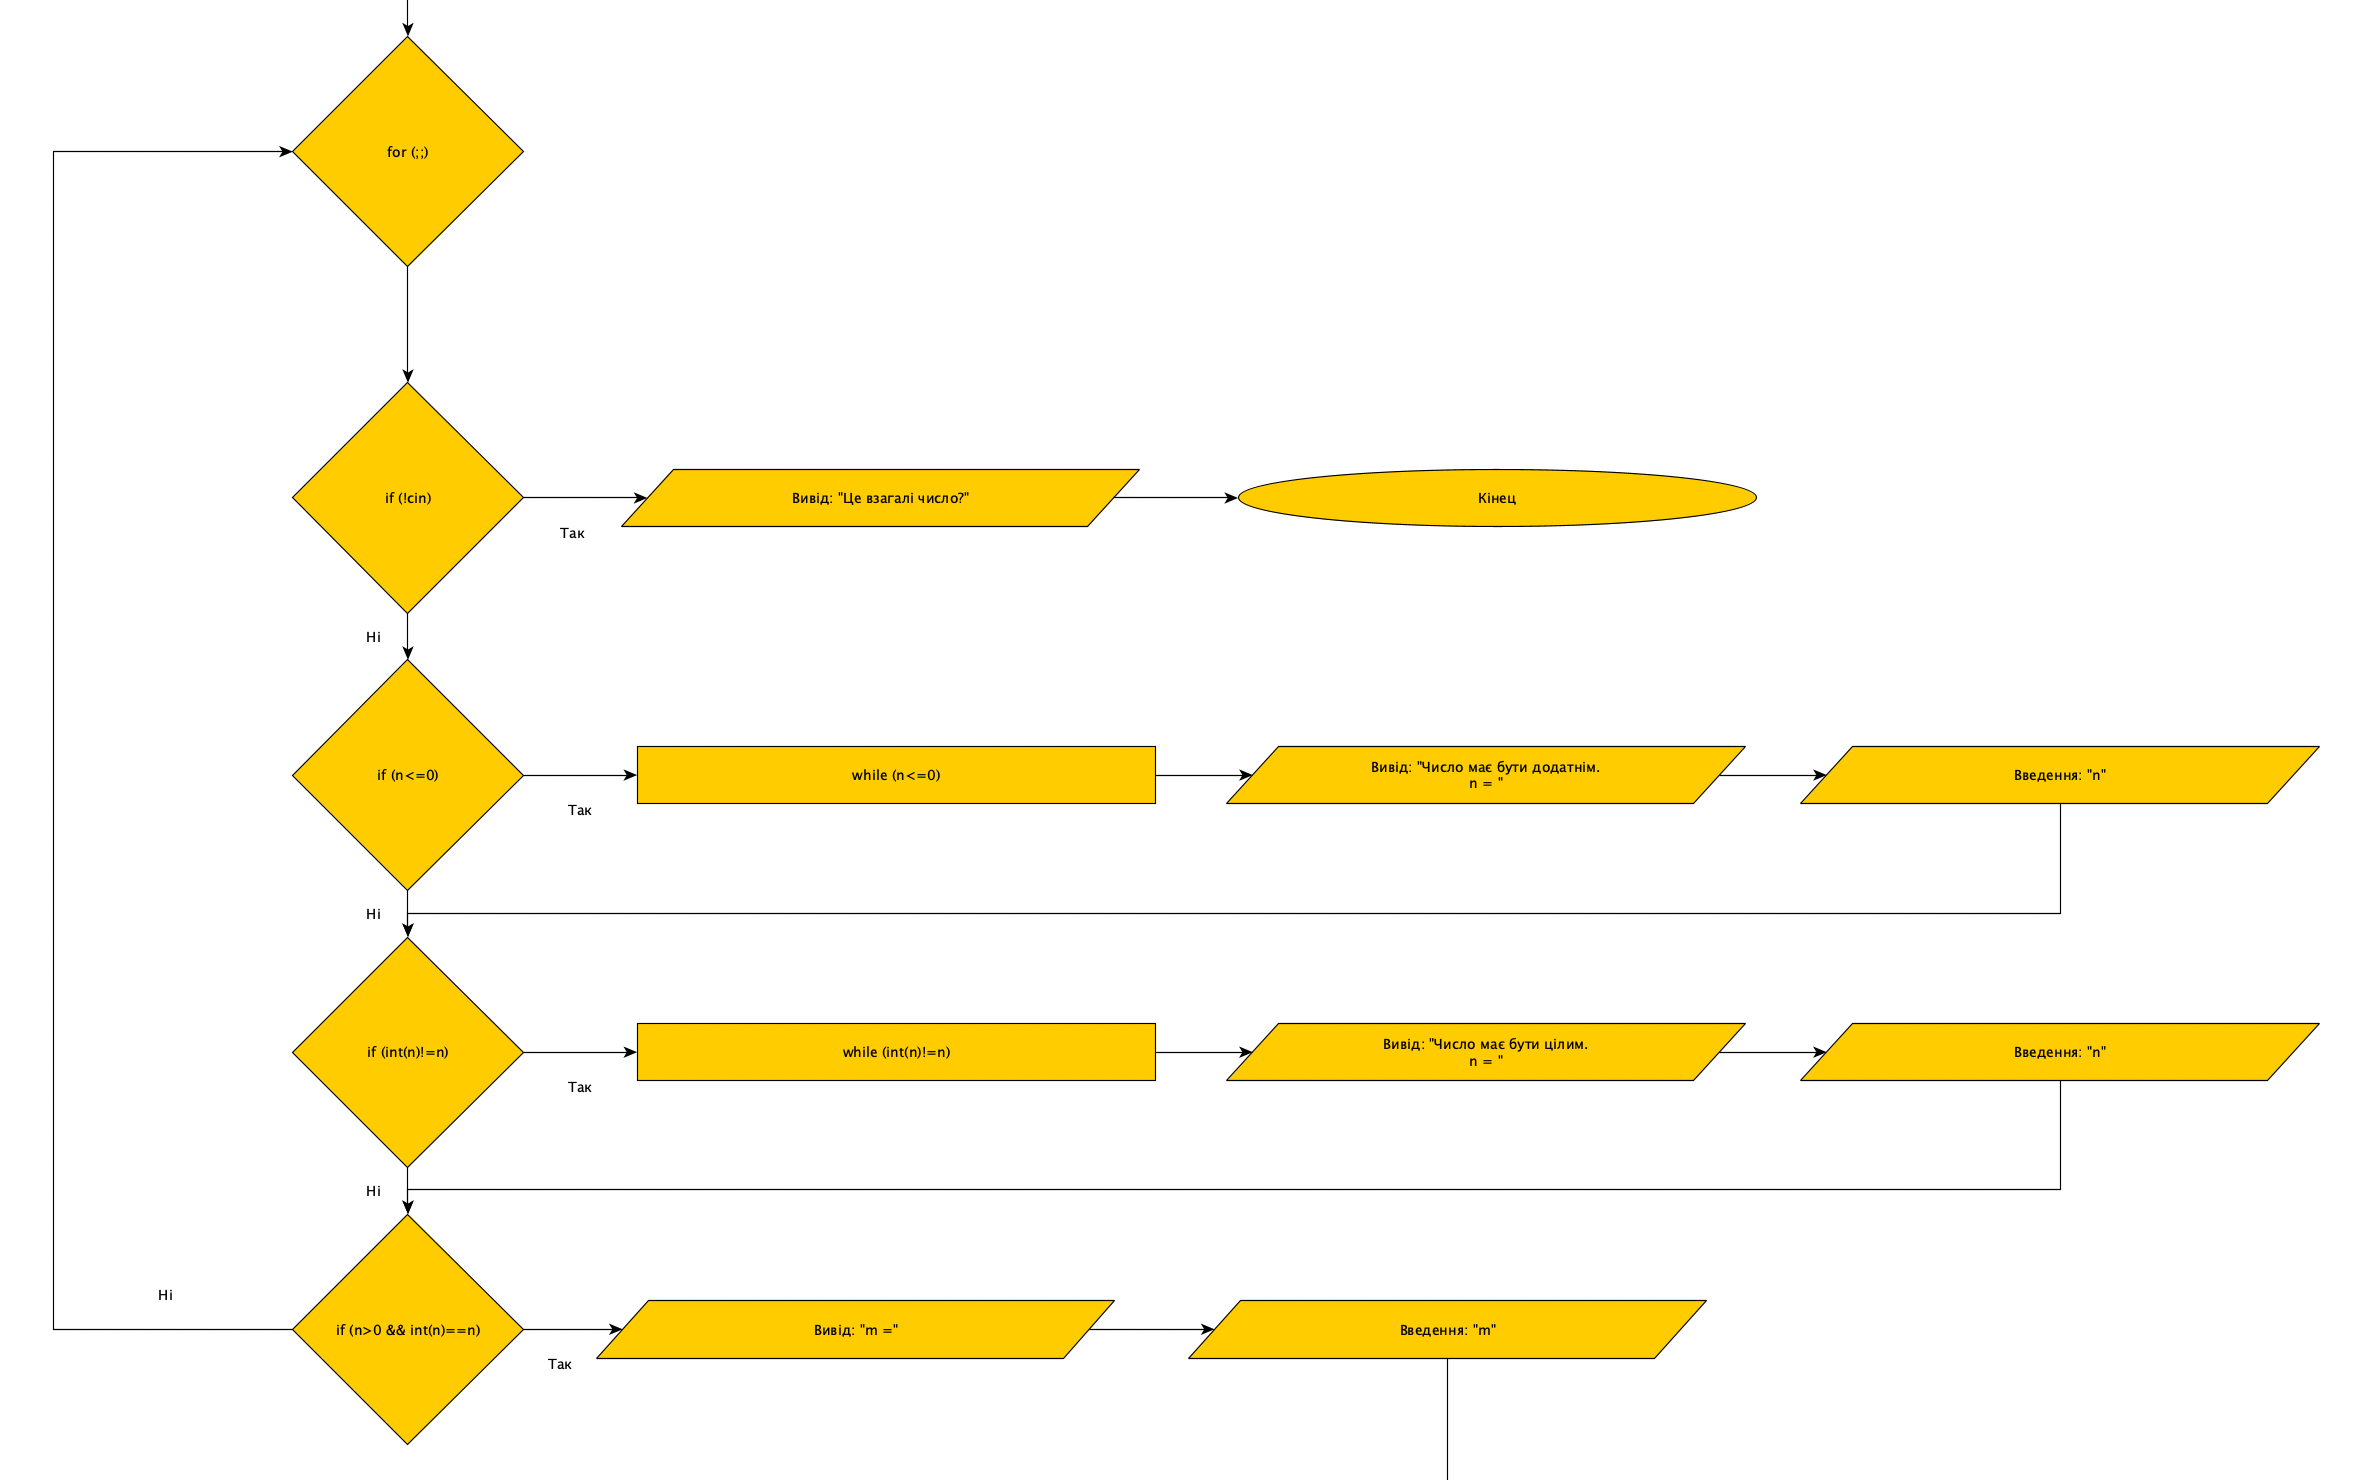 for (;;)
if (!cin)
Вивід: "Це взагалі число?"
Кінец
Так
Ні
if (n<=0)
while (n<=0)
Вивід: "Число має бути додатнім.
n = "
Введення: "n"
Так
Ні
if (int(n)!=n)
while (int(n)!=n)
Вивід: "Число має бути цілим.
n = "
Введення: "n"
Так
Ні
Ні
if (n>0 && int(n)==n)
Вивід: "m ="
Введення: "m"
Так